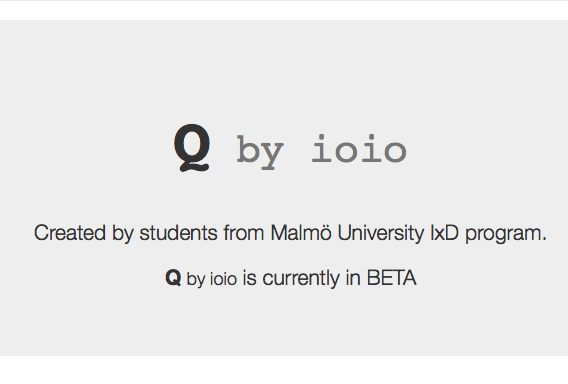 Q by ioio
Created by students from Malmö University IxD program.
Q by ioio is currently in BETA